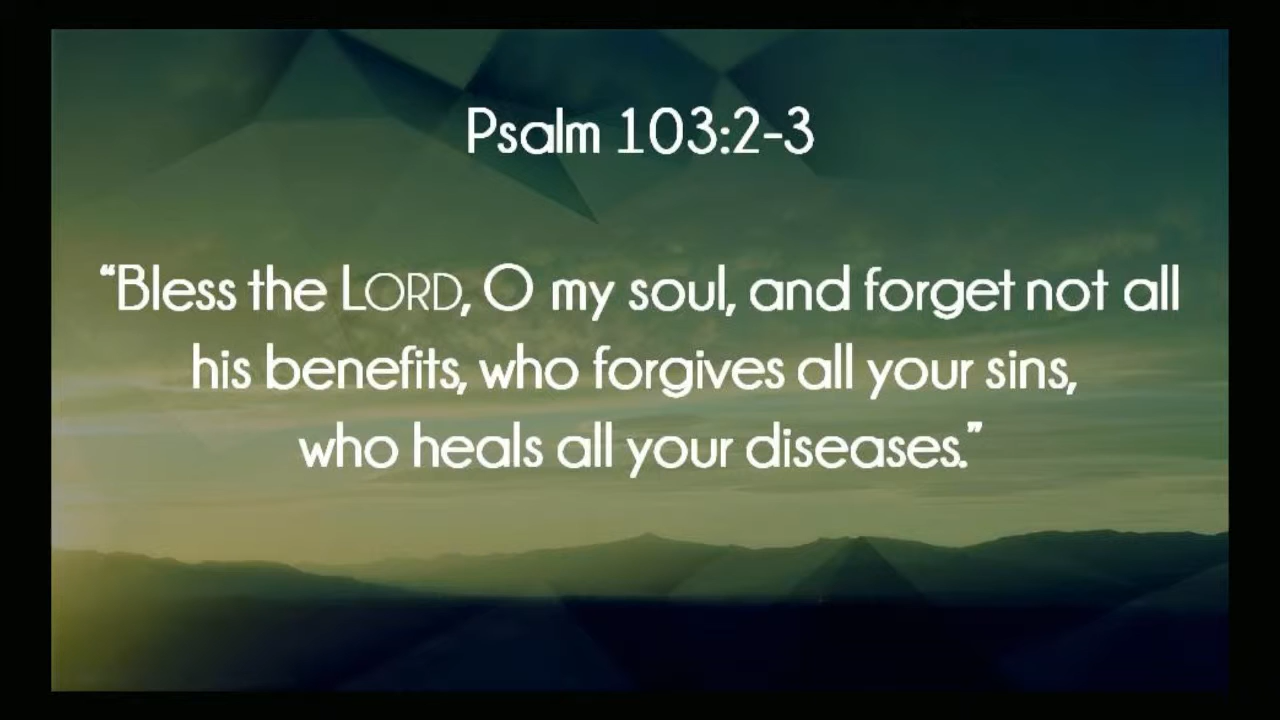 Psalm 103:2-3
“Bless the LORD, O my soul, and forget not all
his benefits, who forgives all your sins,
who heals all your diseases.”